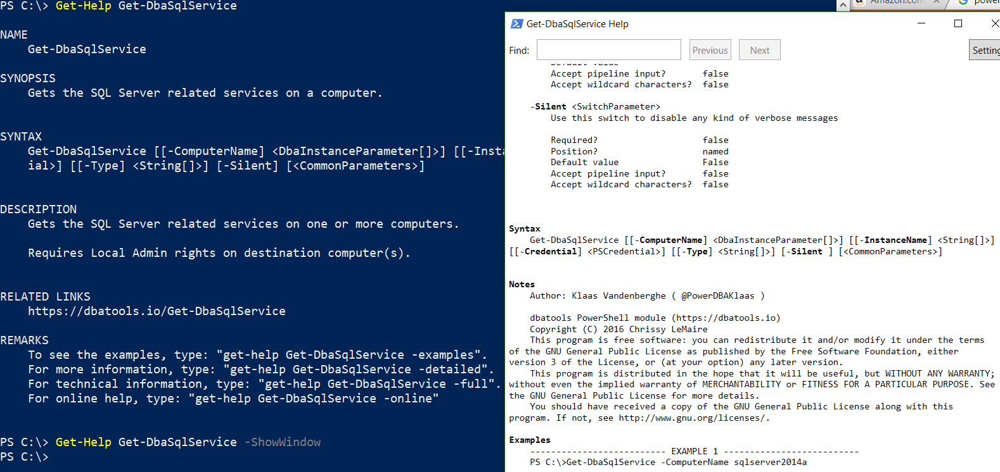 PS C:\> Get-Help Get-DbaSqlService
NAME
Get-DbaSqlService
SYNOPSIS
Gets the SQL Server related services on a computer.
SYNTAX
Get-DbaSqlService [[-ComputerName] <DbaInstanceParameter[]>] [[-Insta
ial>] [[-Type] <String[]>] [-Silent] [<CommonParameters>]
DESCRIPTION
Gets the SQL Server related services on one or more computers.
Requires Local Admin rights on destination computer(s).
RELATED LINKS
https://dbatools.io/Get-DbaSqlService
REMARKS
To see the examples, type: "get-help Get-DbaSqlService -examples".
For more information, type: "get-help Get-DbaSqlService -detailed".
For technical information, type: "get-help Get-DbaSqlService -full".
For online help, type: "get-help Get-DbaSqlService -online"
PS C:\> Get-Help Get-DbaSqlService -ShowWindow
PS C:\>
Amazon.com
power
Get-DbaSqlService Help
Find: Previous Next Setting
Default value
Accept pipeline input? false
Accept wildcard characters? false
-Silent <SwitchParameter>
Use this switch to disable any kind of verbose messages
Required? false
Position? named
Default value False
Accept pipeline input? false
Accept wildcard characters? false
Syntax
Get-DbaSqlService [[-ComputerName] <DbaInstanceParameter[]>] [[-InstanceName] <String[]>]
[[-Credential] <PSCredential>] [[-Type] <String[]>] [-Silent ] [<CommonParameters>]
Notes
Author: Klaas Vandenberghe ( @PowerDBAKlaas )
dbatools PowerShell module (https://dbatools.io)
Copyright (C) 2016 Chrissy LeMaire
This program is free software: you can redistribute it and/or modify it under the terms
of the GNU General Public License as published by the Free Software Foundation, either
version 3 of the License, or (at your option) any later version.
This program is distributed in the hope that it will be useful, but WITHOUT ANY WARRANTY;
without even the implied warranty of MERCHANTABILITY or FITNESS FOR A PARTICULAR PURPOSE. See
the GNU General Public License for more details.
You should have received a copy of the GNU General Public License along with this
program. If not, see http://www.gnu.org/licenses/.
Examples
-------------------------- EXAMPLE 1 --------------------------
PS C:\>Get-DbaSqlService -ComputerName sqlserver2014a